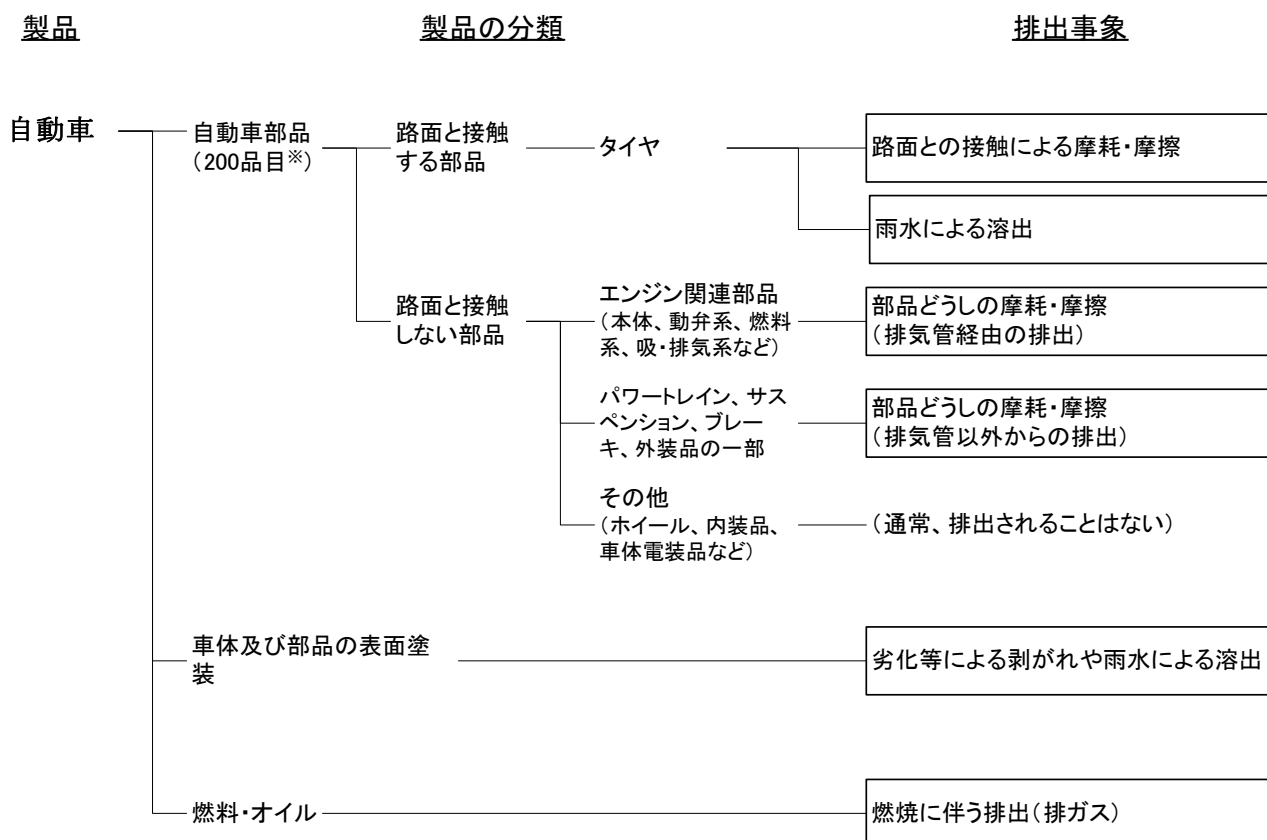 製品 製品の分類 排出事象
自動車
自動車部品
(200品目※)
路面と接触
する部品
タイヤ
路面との接触による摩耗・摩擦
雨水による溶出
路面と接触
しない部品
エンジン関連部品
(本体、動弁系、燃料
系、吸・排気系など)
部品どうしの摩耗・摩擦
(排気管経由の排出)
パワートレイン、サス
ペンション、ブレー
キ、外装品の一部
部品どうしの摩耗・摩擦
(排気管以外からの排出)
その他
(ホイール、内装品、
車体電装品など)
(通常、排出されることはない)
車体及び部品の表面塗
装
劣化等による剥がれや雨水による溶出
燃料・オイル
燃焼に伴う排出(排ガス)